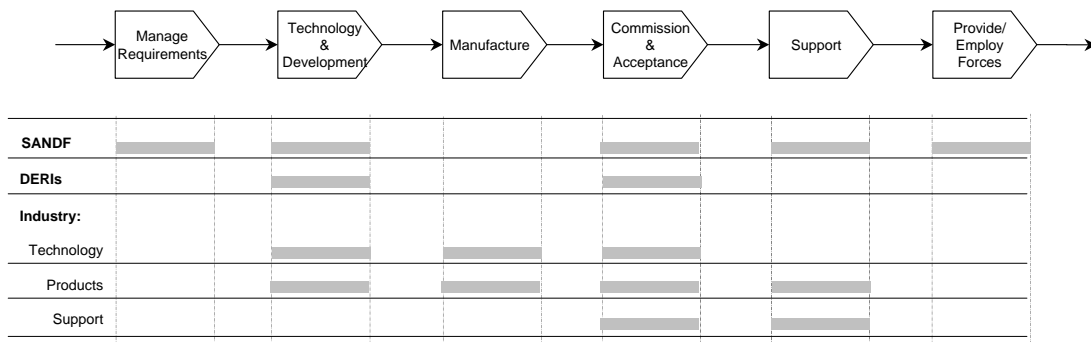 Manage
Requirements
Technology
&
Development
Manufacture
Commission
&
Acceptance
Support
Provide/
Employ
Forces
SANDF
DERIs
Industry:
Technology
Products
Support